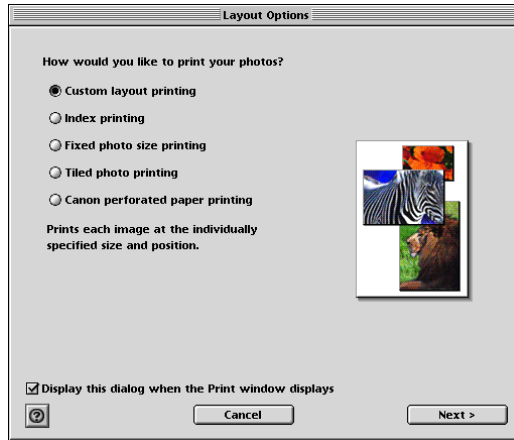 Layout Options
How would you like to print your photos?
Custom layout printing
Index printing
Fixed photo size printing
Tiled photo printing
Canon perforated paper printing
Prints each image at the individually
specified size and position.
Display this dialog when the Print window displays
?
Cancel
Next >